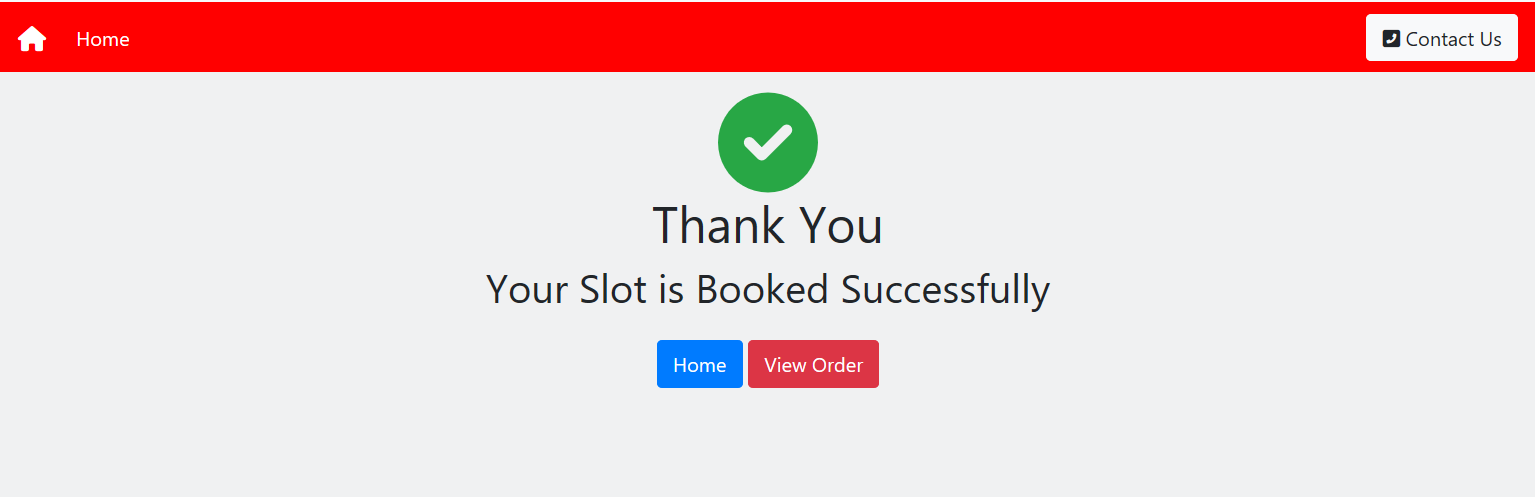 Home
Contact Us
Thank You
Your Slot is Booked Successfully
Home
View Order